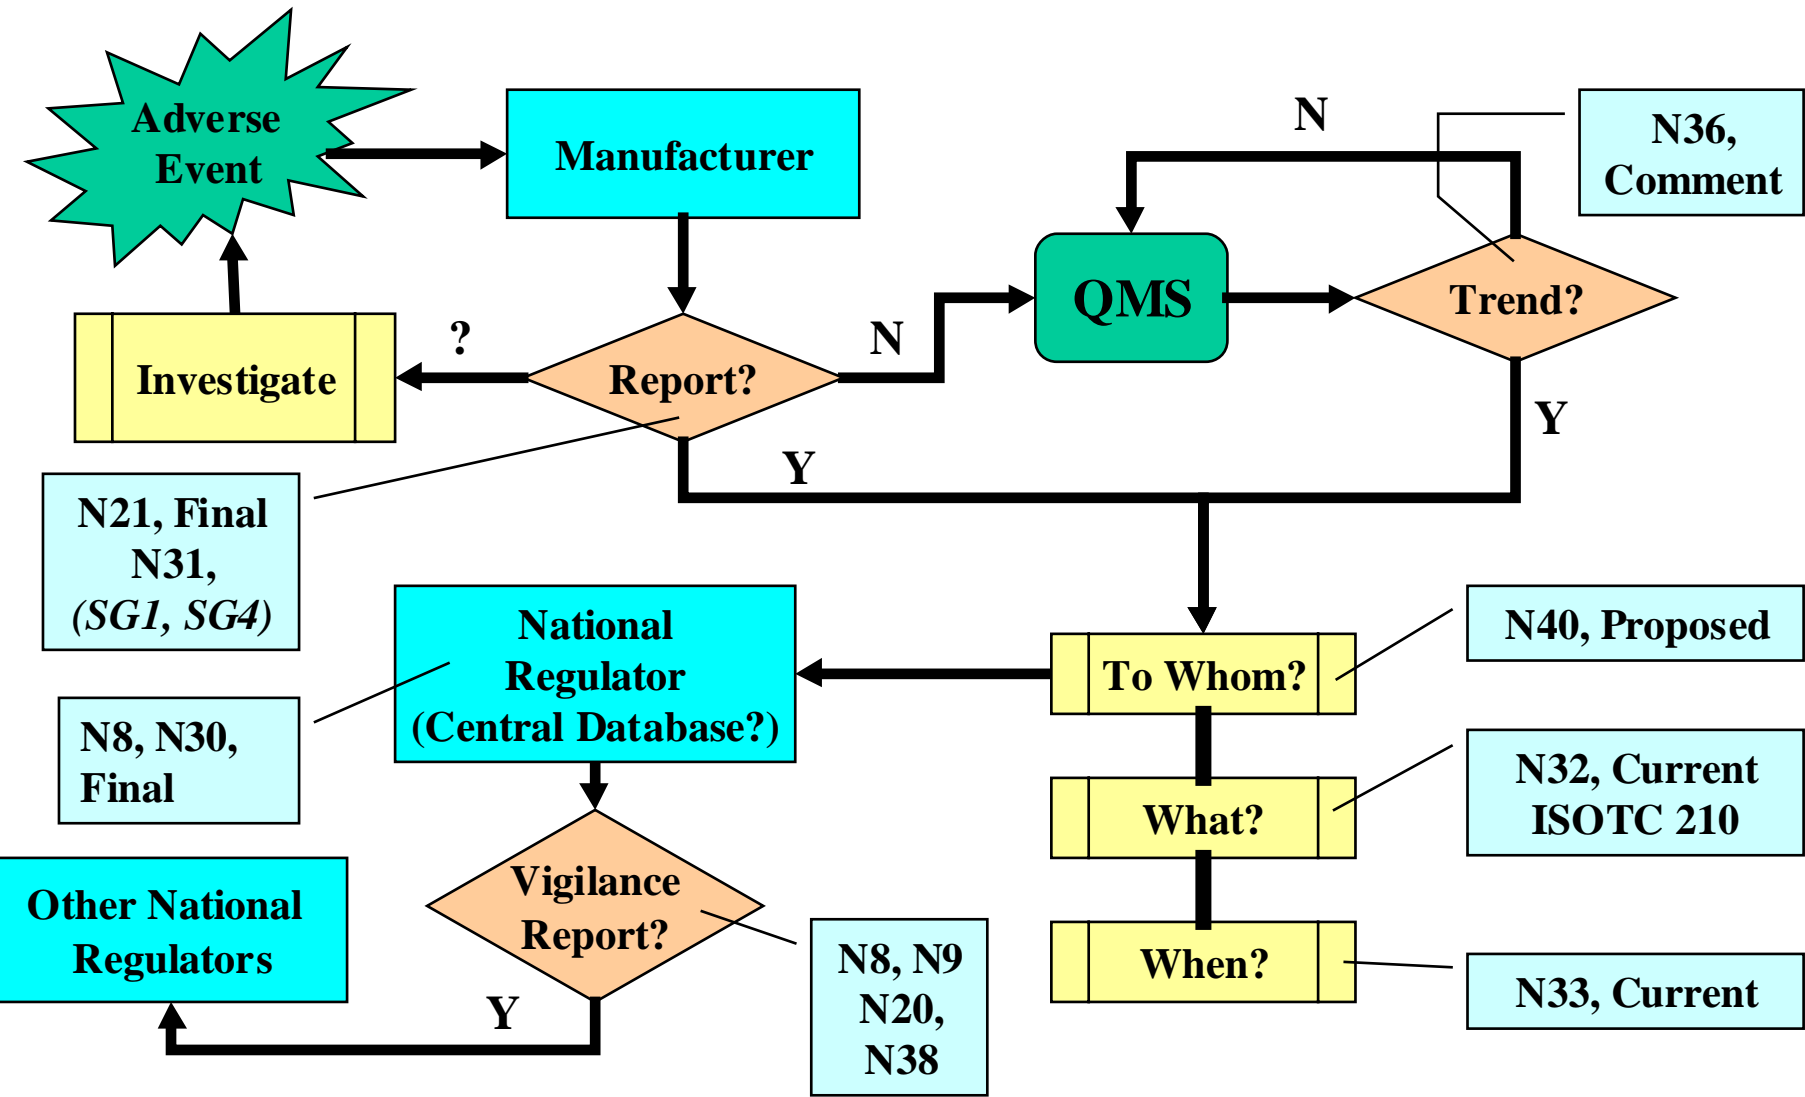 Adverse
Event
Manufacturer
N
N36,
Comment
QMS
Trend?
?
N
Investigate
Report?
Y
Y
N21, Final
N31,
(SG1, SG4)
National
Regulator
(Central Database?)
To Whom?
N40, Proposed
N8, N30,
Final
What?
N32, Current
ISOTC 210
Vigilance
Report?
Other National
Regulators
N8, N9
N20,
N38
When?
N33, Current
Y